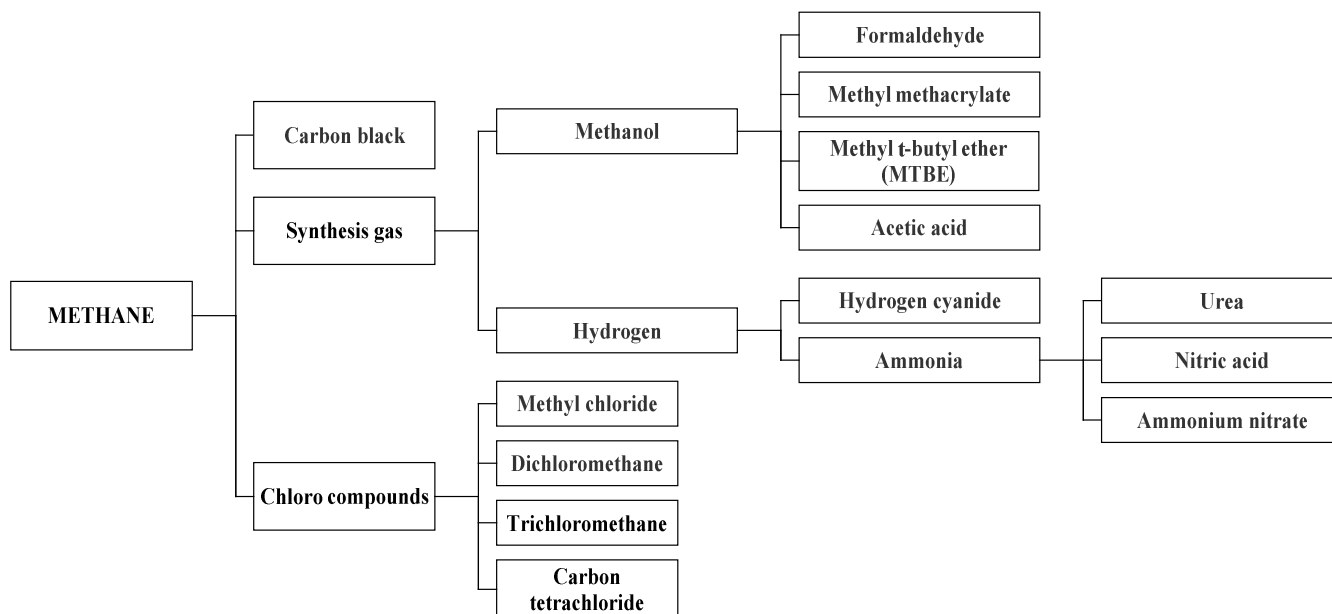 Formaldehyde
Methyl methacrylate
Carbon black
Methanol
Methyl t-butyl ether
(MTBE)
Synthesis gas
Acetic acid
METHANE
Hydrogen cyanide
Urea
Hydrogen
Ammonia
Nitric acid
Methyl chloride
Ammonium nitrate
Dichloromethane
Chloro compounds
Trichloromethane
Carbon
tetrachloride